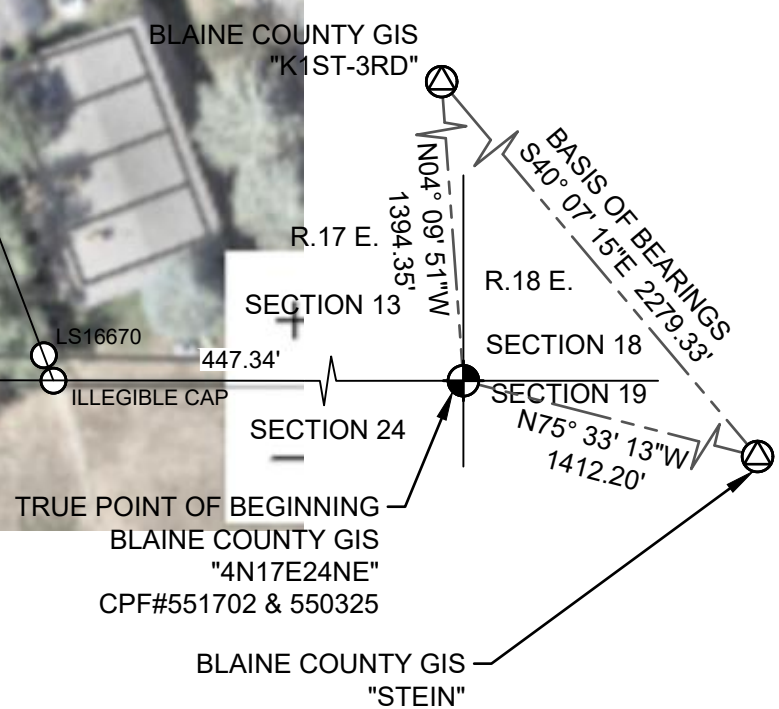 BLAINE COUNTY GIS
"K1ST-3RD"
BASIS OF BEARINGS
S40° 07' 15"E 2279.33'
N04° 09' 51"W
1394.35'
R.17 E.
R.18 E.
SECTION 13
SECTION 18
LS16670
447.34'
ILLEGIBLE CAP
SECTION 19
SECTION 24
N75° 33' 13"W
1412.20'
TRUE POINT OF BEGINNING
BLAINE COUNTY GIS
"4N17E24NE"
CPF#551702 & 550325
BLAINE COUNTY GIS
"STEIN"